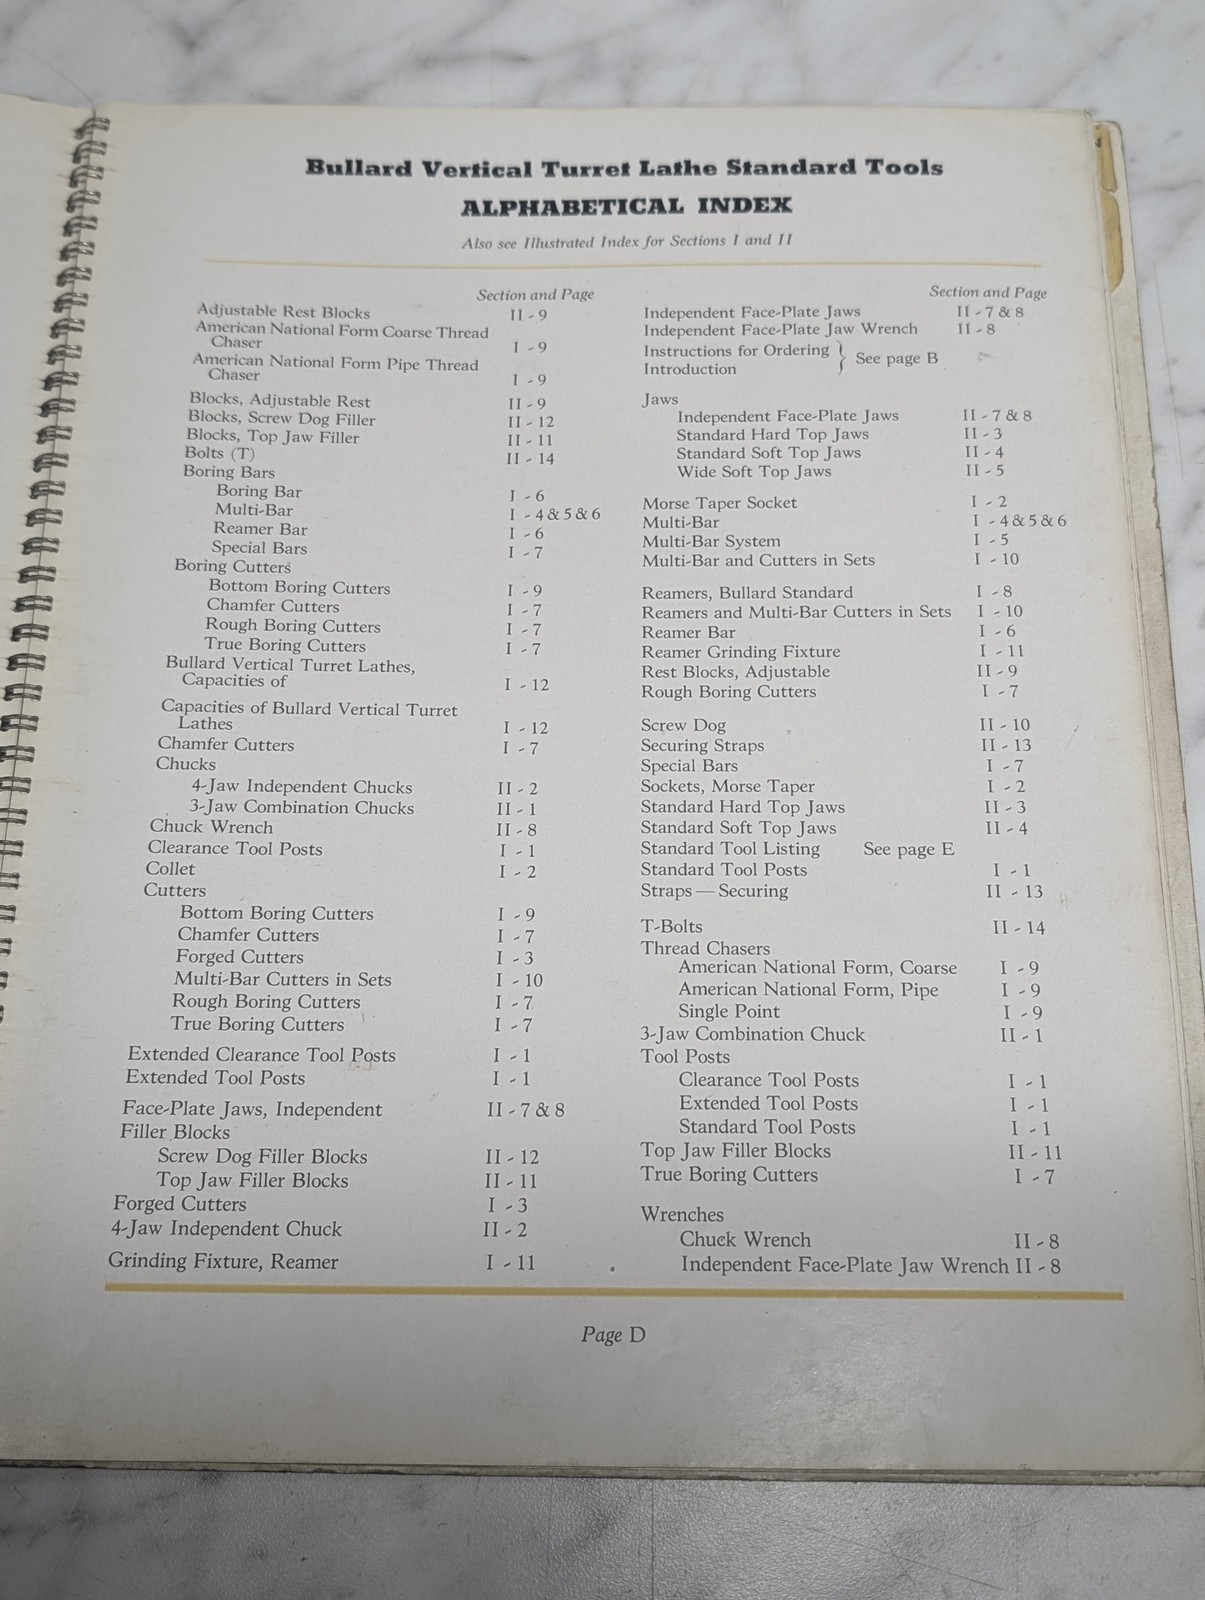 Bullard Vertical Turret Lathe Standard Tools
ALPHABETICAL INDEX
Also see Illustrated Index for Sections I and II
Section and Page
Adjustable Rest Blocks II - 9
American National Form Coarse Thread
Chaser I - 9
American National Form Pipe Thread
Chaser I - 9
Blocks, Adjustable Rest II - 9
Blocks, Screw Dog Filler II - 12
Blocks, Top Jaw Filler II - 11
Bolts (T) II - 14
Boring Bars
Boring Bar I - 6
Multi-Bar I - 4 & 5 & 6
Reamer Bar I - 6
Special Bars I - 7
Boring Cutters
Bottom Boring Cutters I - 9
Chamfer Cutters I - 7
Rough Boring Cutters I - 7
True Boring Cutters I - 7
Bullard Vertical Turret Lathes,
Capacities of I - 12
Capacities of Bullard Vertical Turret
Lathes I - 12
Chamfer Cutters I - 7
Chucks
4-Jaw Independent Chucks II - 2
3-Jaw Combination Chucks II - 1
Chuck Wrench II - 8
Clearance Tool Posts I - 1
Collet I - 2
Cutters
Bottom Boring Cutters I - 9
Chamfer Cutters I - 7
Forged Cutters I - 3
Multi-Bar Cutters in Sets I - 10
Rough Boring Cutters I - 7
True Boring Cutters I - 7
Extended Clearance Tool Posts I - 1
Extended Tool Posts I - 1
Face-Plate Jaws, Independent II - 7 & 8
Filler Blocks
Screw Dog Filler Blocks II - 12
Top Jaw Filler Blocks II - 11
Forged Cutters I - 3
4-Jaw Independent Chuck II - 2
Grinding Fixture, Reamer I - 11
Section and Page
Independent Face-Plate Jaws II - 7 & 8
Independent Face-Plate Jaw Wrench II - 8
Instructions for Ordering } See page B
Introduction
Jaws
Independent Face-Plate Jaws II - 7 & 8
Standard Hard Top Jaws II - 3
Standard Soft Top Jaws II - 4
Wide Soft Top Jaws II - 5
Morse Taper Socket I - 2
Multi-Bar I - 4 & 5 & 6
Multi-Bar System I - 5
Multi-Bar and Cutters in Sets I - 10
Reamers, Bullard Standard I - 8
Reamers and Multi-Bar Cutters in Sets I - 10
Reamer Bar I - 6
Reamer Grinding Fixture I - 11
Rest Blocks, Adjustable II - 9
Rough Boring Cutters I - 7
Screw Dog II - 10
Securing Straps II - 13
Special Bars I - 7
Sockets, Morse Taper I - 2
Standard Hard Top Jaws II - 3
Standard Soft Top Jaws II - 4
Standard Tool Listing See page E
Standard Tool Posts I - 1
Straps — Securing II - 13
T-Bolts II - 14
Thread Chasers
American National Form, Coarse I - 9
American National Form, Pipe I - 9
Single Point I - 9
3-Jaw Combination Chuck II - 1
Tool Posts
Clearance Tool Posts I - 1
Extended Tool Posts I - 1
Standard Tool Posts I - 1
Top Jaw Filler Blocks II - 11
True Boring Cutters I - 7
Wrenches
Chuck Wrench II - 8
Independent Face-Plate Jaw Wrench II - 8
Page D